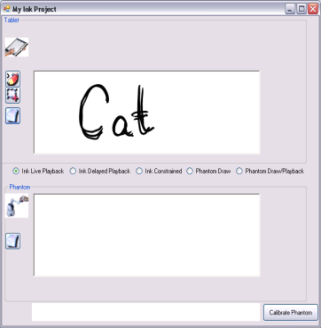 My Ink Project
Tablet
Cat
Ink Live Playback Ink Delayed Playback Ink Constrained Phantom Draw Phantom Draw/Playback
Phantom
Calibrate Phantom